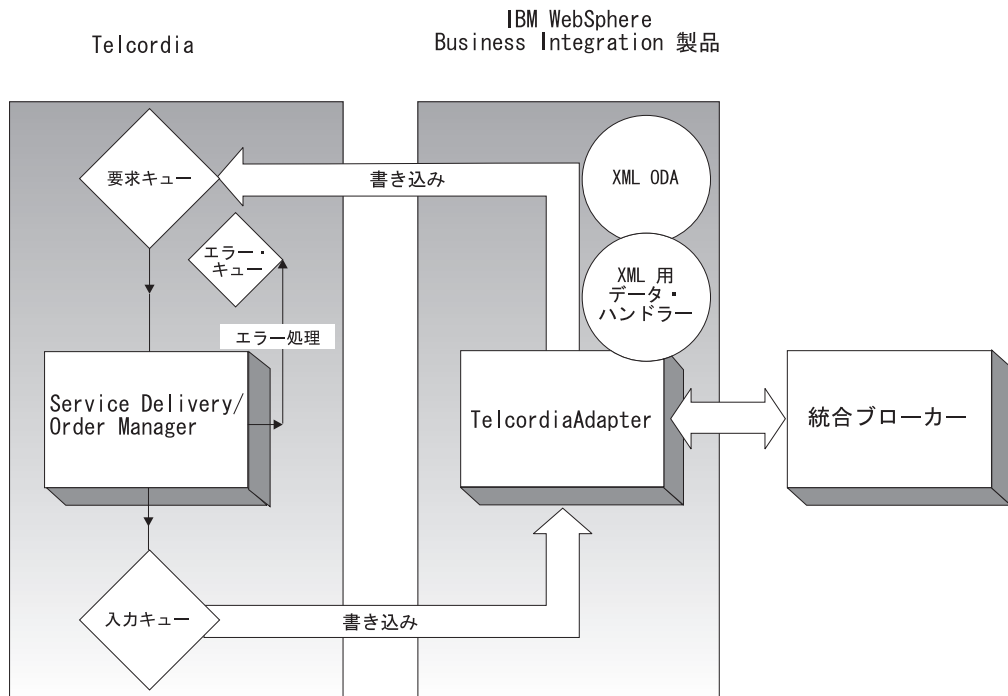 Telcordia
IBM WebSphere
Business Integration 製品
要求キュー
書き込み
XML ODA
エラー・
キュー
XML 用
データ・
ハンドラー
エラー処理
Service Delivery/
Order Manager
TelcordiaAdapter
統合ブローカー
入力キュー
書き込み